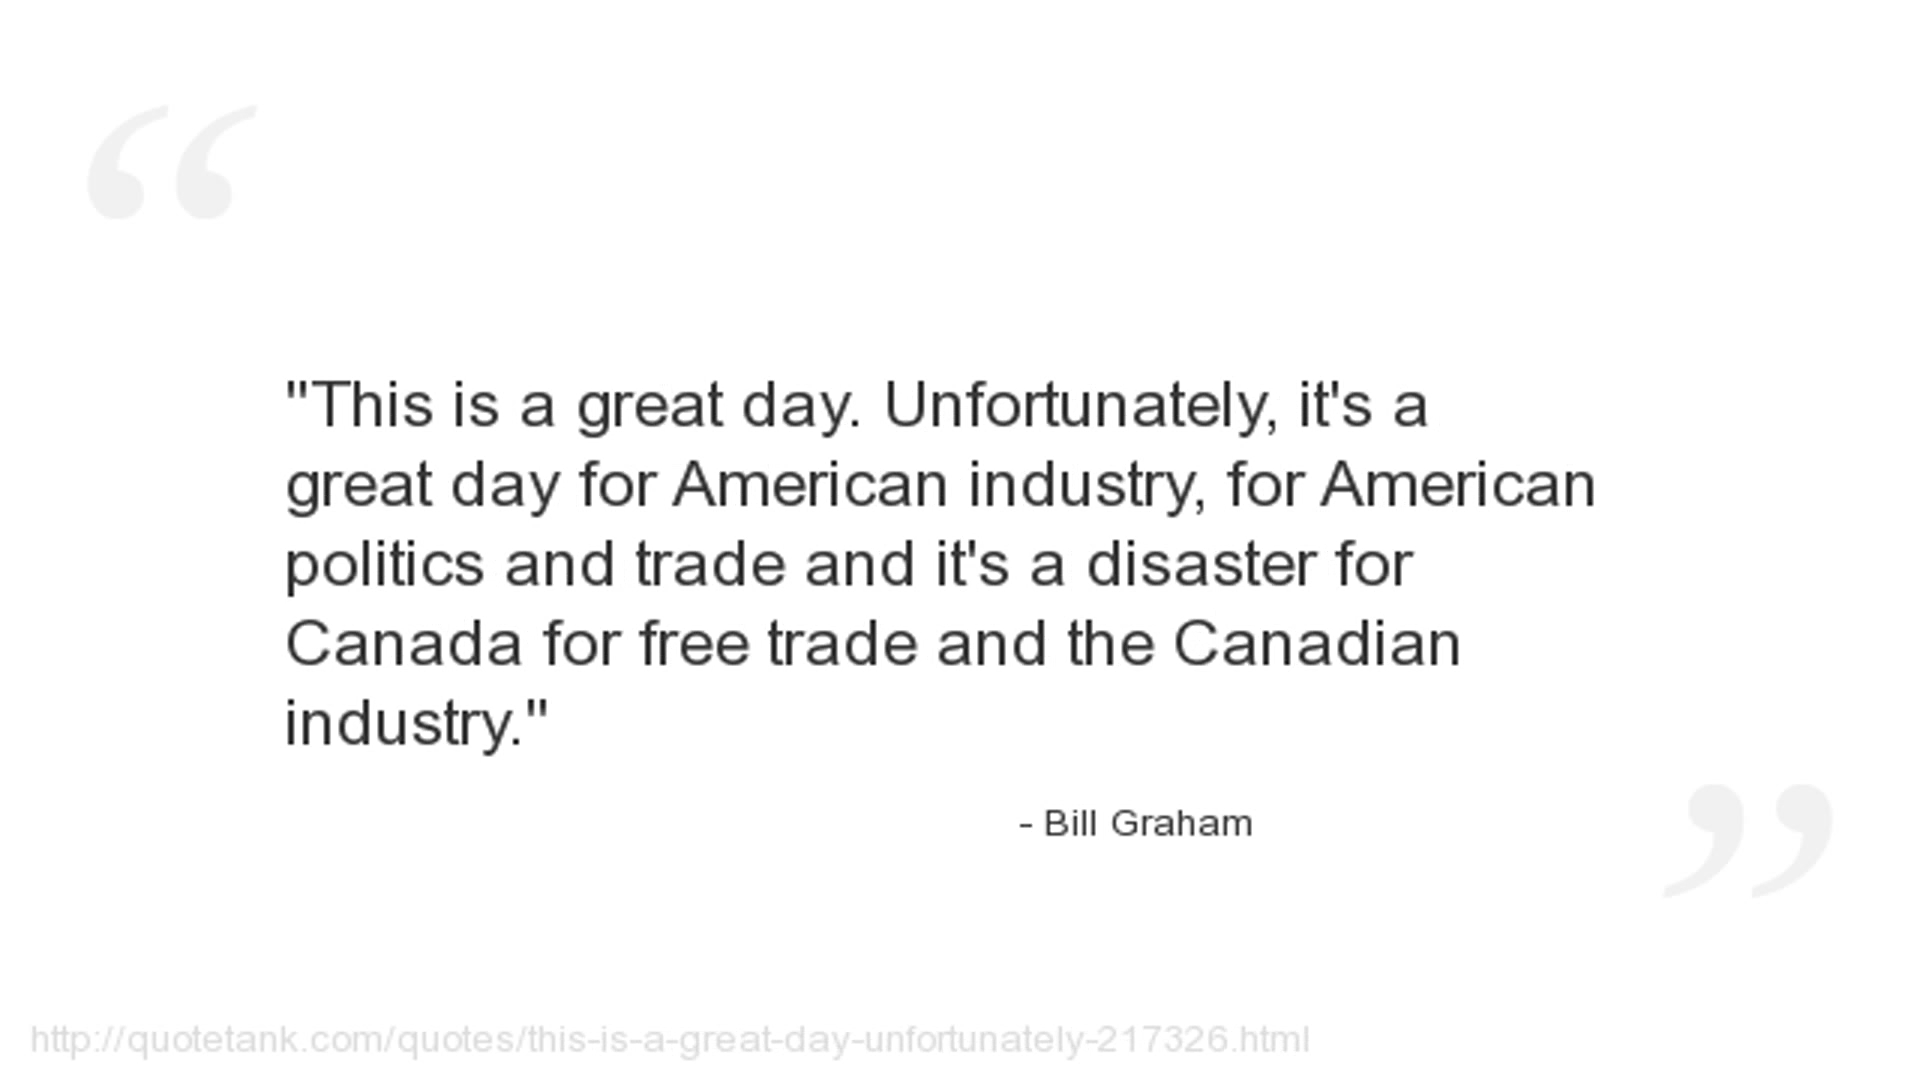 "This is a great day. Unfortunately, it's a
great day for American industry, for American
politics and trade and it's a disaster for
Canada for free trade and the Canadian
industry."
- Bill Graham
http://quotetank.com/quotes/this-is-a-great-day-unfortunately-217326.html